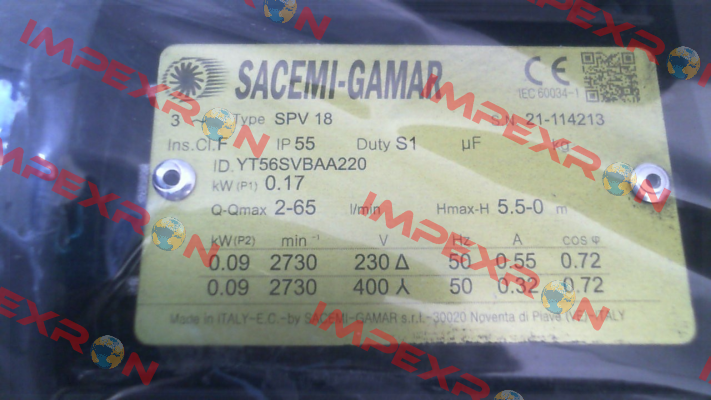 SACEMI-GAMAR
CE
IEC 60034-1
3 ~ Type SPV 18 S.N. 21-114213
Ins.Cl.F IP 55 Duty S1 µF kg
ID. YT56SVBAA220
kW (P1) 0.17
Q-Qmax 2-65 l/min Hmax-H 5.5-0 m
kW(P2) min⁻¹ V Hz A cos φ
0.09 2730 230 Δ 50 0.55 0.72
0.09 2730 400 Y 50 0.32 0.72
Made in ITALY-E.C.-by SACEMI-GAMAR s.r.l.-30020 Noventa di Piave (VE)-ITALY
IMPEXRON
IMPEXRON
IMPEXRON
IMPEXRON
IMPEXRON